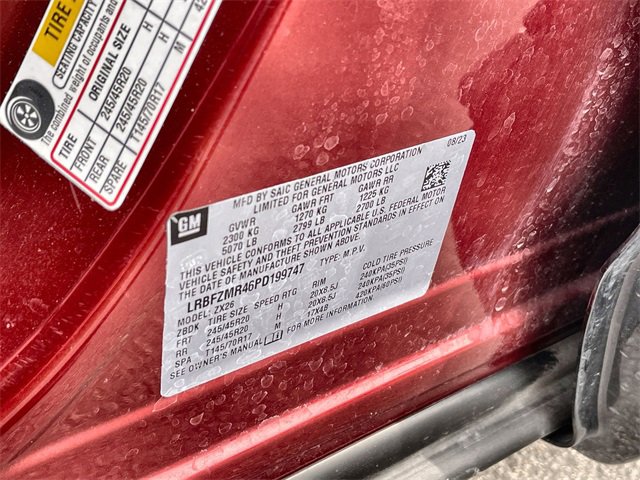 TIRE
SEATING CAPACITY
The combined weight of occupants and
TIRE ORIGINAL SIZE
FRONT 245/45R20 H
REAR 245/45R20 H
SPARE T145/70R17 M
GM
MFD BY SAIC GENERAL MOTORS CORPORATION 08/23
LIMITED FOR GENERAL MOTORS LLC
GVWR GAWR FRT GAWR RR
2300 KG 1270 KG 1225 KG
5070 LB 2799 LB 2700 LB
THIS VEHICLE CONFORMS TO ALL APPLICABLE U.S. FEDERAL MOTOR
VEHICLE SAFETY AND THEFT PREVENTION STANDARDS IN EFFECT ON
THE DATE OF MANUFACTURE SHOWN ABOVE.
LRBFZMR46PD199747 TYPE: M.P.V.
MODEL: ZX26
ZBDK TIRE SIZE SPEED RTG RIM COLD TIRE PRESSURE
FRT 245/45R20 H 20X8.5J 240KPA(35PSI)
RR 245/45R20 H 20X8.5J 240KPA(35PSI)
SPA T145/70R17 M 17X4B 420KPA(60PSI)
SEE OWNER'S MANUAL FOR MORE INFORMATION